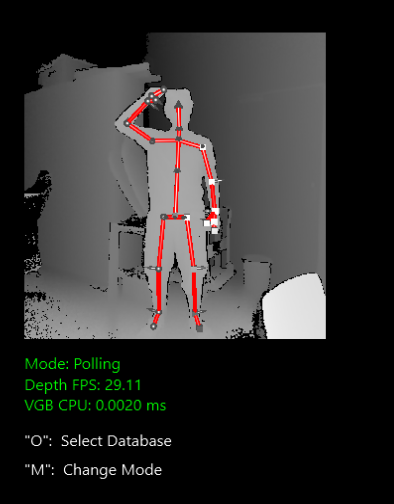 Mode: Polling
Depth FPS: 29.11
VGB CPU: 0.0020 ms
"O":  Select Database
"M":  Change Mode